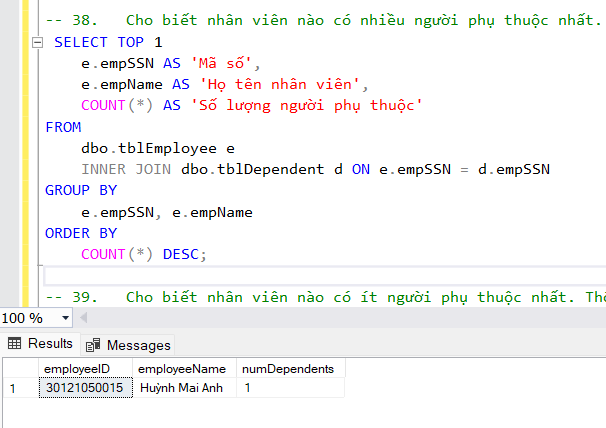 -- 38. Cho biết nhân viên nào có nhiều người phụ thuộc nhất.
SELECT TOP 1
e.empSSN AS 'Mã số',
e.empName AS 'Họ tên nhân viên',
COUNT(*) AS 'Số lượng người phụ thuộc'
FROM
dbo.tblEmployee e
INNER JOIN dbo.tblDependent d ON e.empSSN = d.empSSN
GROUP BY
e.empSSN, e.empName
ORDER BY
COUNT(*) DESC;
-- 39. Cho biết nhân viên nào có ít người phụ thuộc nhất.
100 %
Results Messages
employeeID employeeName numDependents
1 30121050015 Huỳnh Mai Anh 1